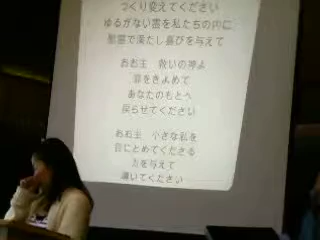 つくり変えてください
ゆるがない霊を私たちの内に
聖霊で満たし喜びを与えて
おお主 救いの神よ
罪をきよめて
あなたのもとへ
戻らせてください
おお主 小さな私を
目にとめてくださる
力を与えて
導いてください